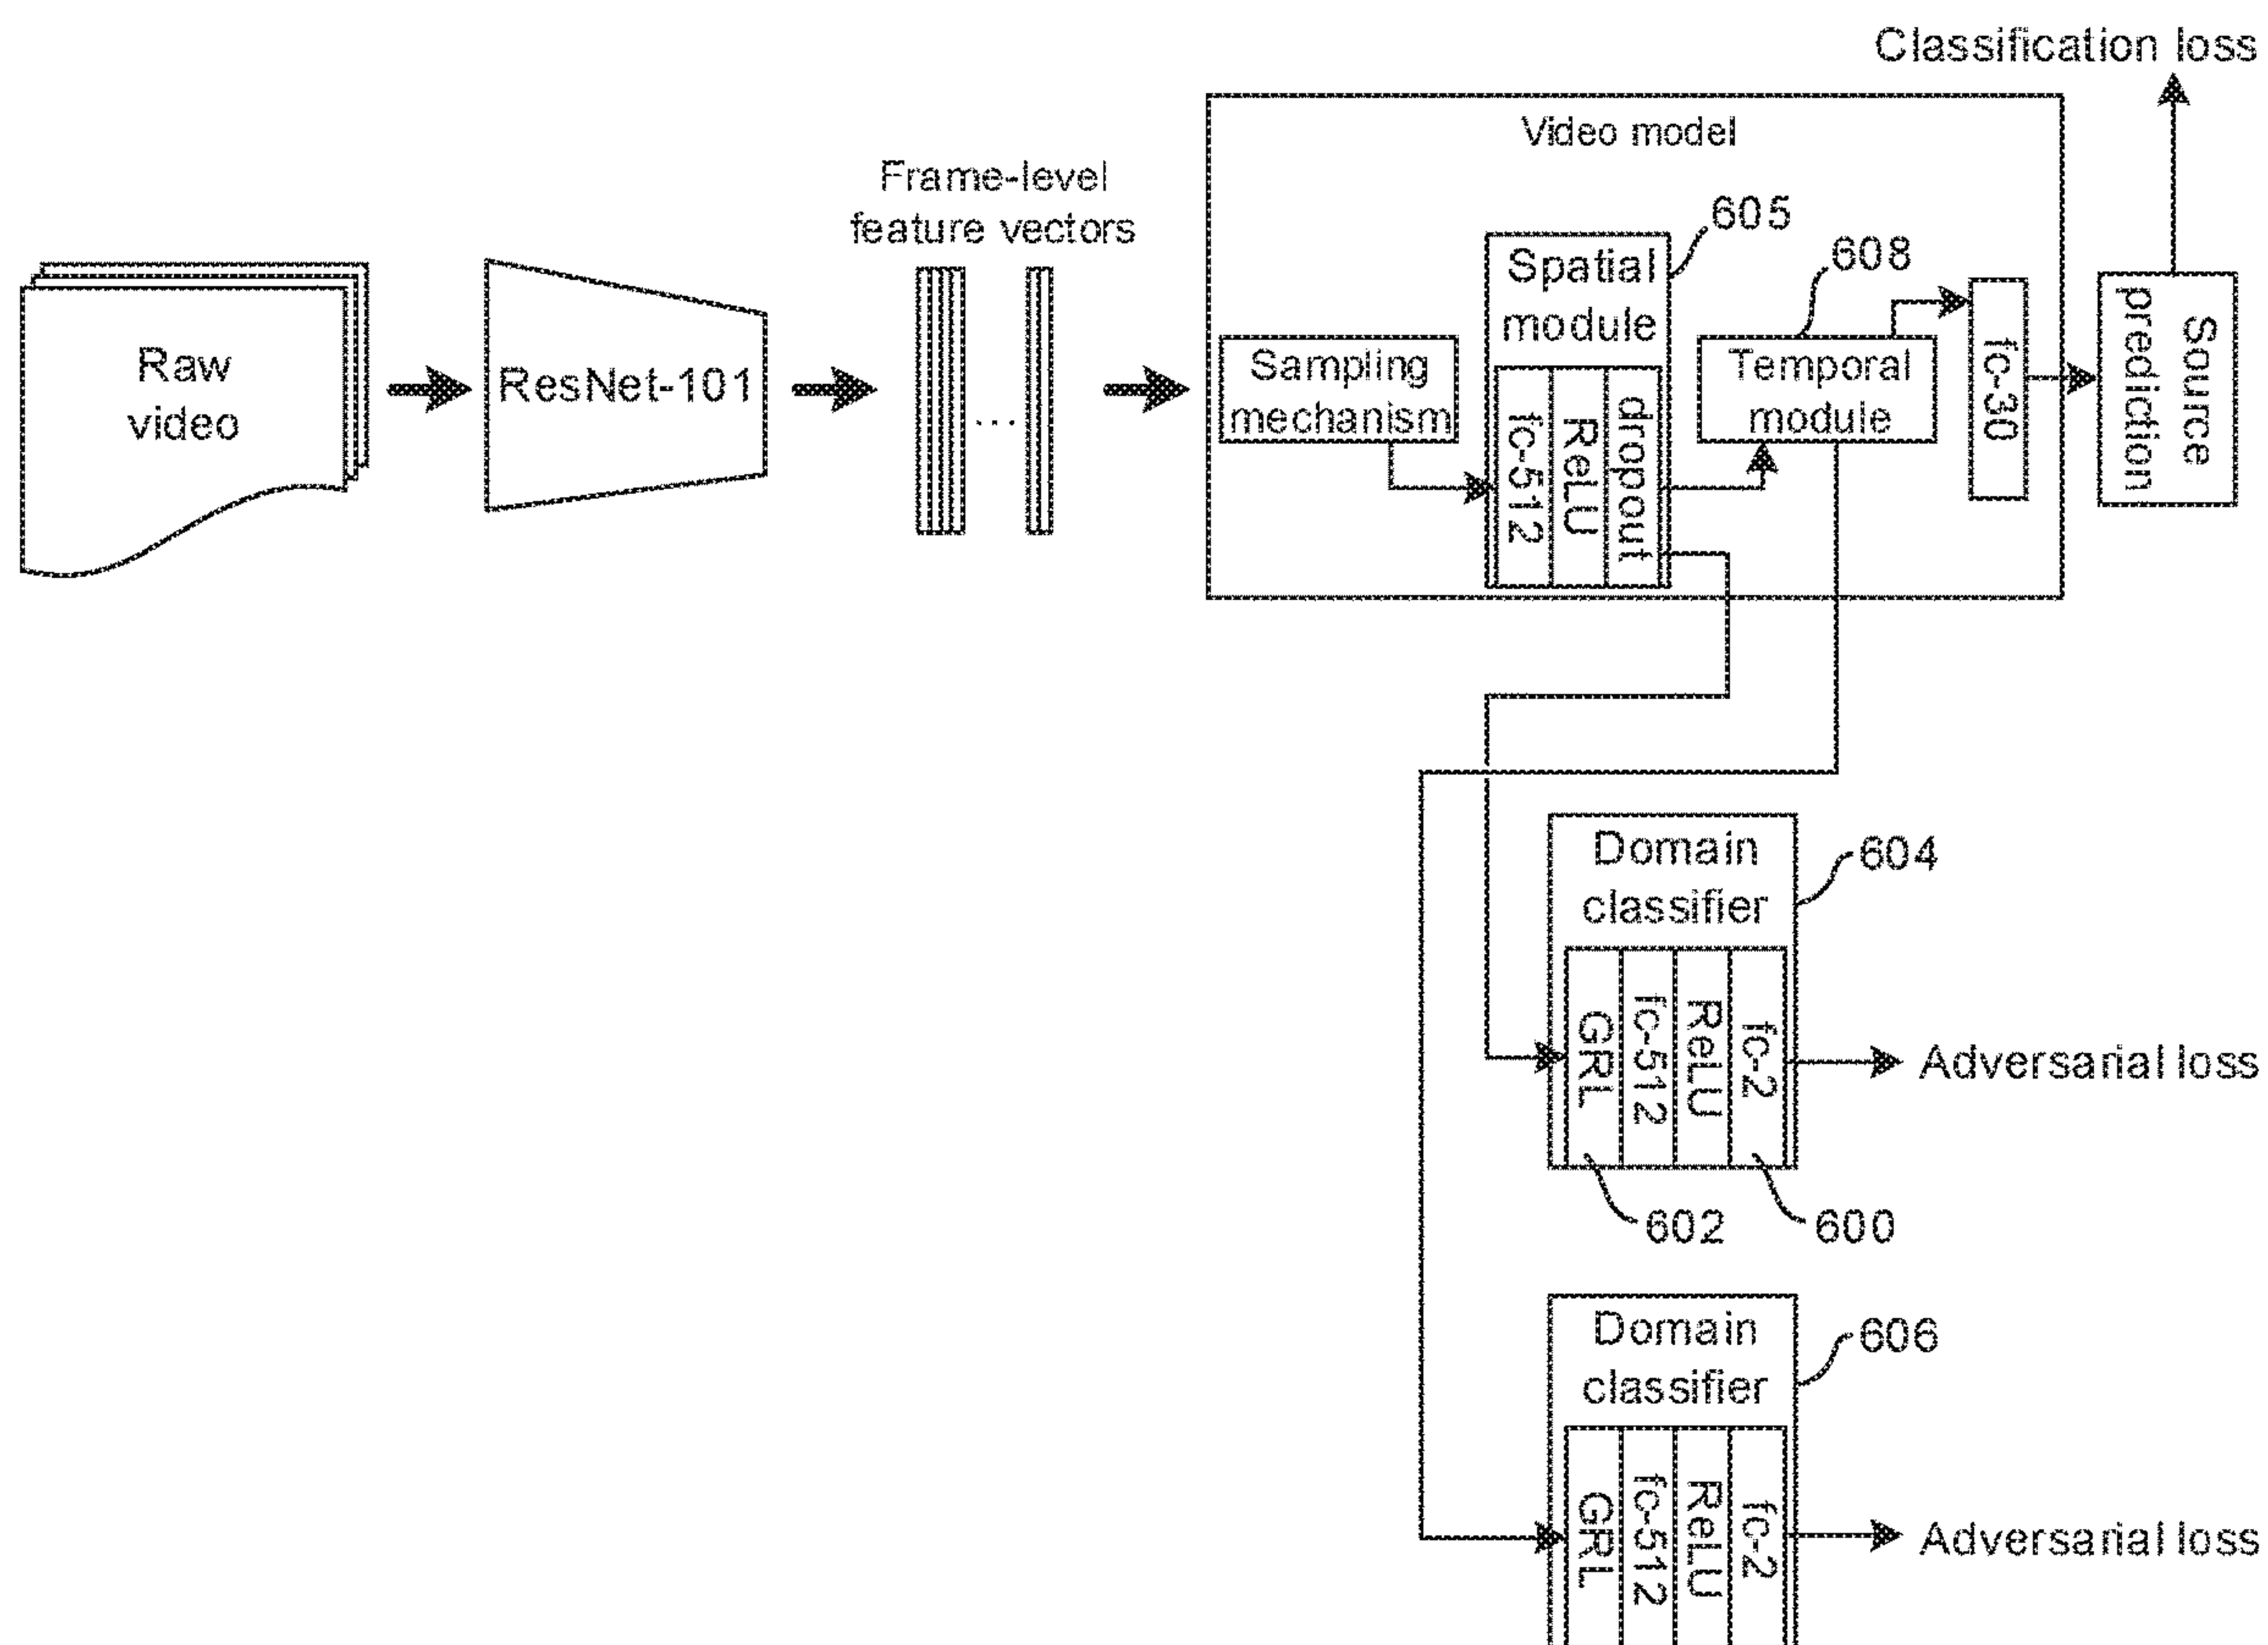 Classification loss
Video model
Frame-level
feature vectors
605
608
Raw
video
ResNet-101
...
Sampling
mechanism
Spatial
module
fc-512
ReLU
dropout
Temporal
module
fc-30
Source
prediction
Domain
classifier
604
GRL
fc-512
ReLU
fc-2
Adversarial loss
602
600
Domain
classifier
606
GRL
fc-512
ReLU
fc-2
Adversarial loss